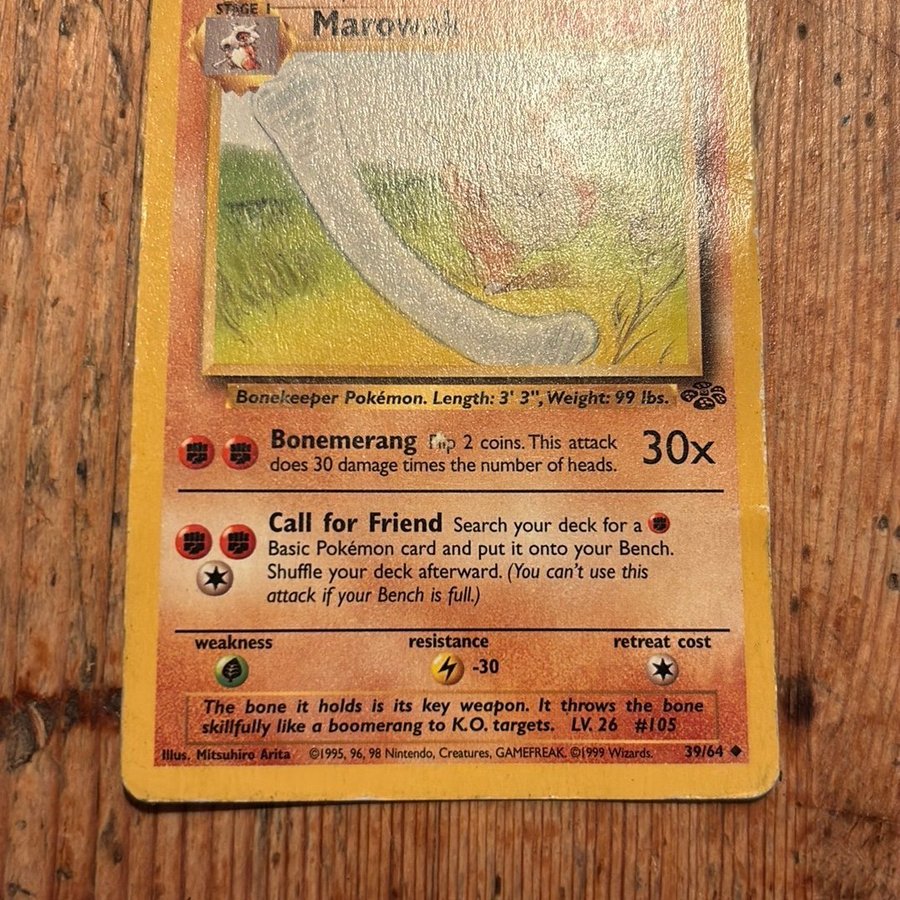 STAGE 1
Marowak
Bonekeeper Pokémon. Length: 3' 3", Weight: 99 lbs.
Bonemerang Flip 2 coins. This attack 30x
does 30 damage times the number of heads.
Call for Friend Search your deck for a
Basic Pokémon card and put it onto your Bench.
Shuffle your deck afterward. (You can't use this
attack if your Bench is full.)
weakness resistance retreat cost
-30
The bone it holds is its key weapon. It throws the bone
skillfully like a boomerang to K.O. targets. LV. 26 #105
Illus. Mitsuhiro Arita ©1995, 96, 98 Nintendo, Creatures, GAMEFREAK. ©1999 Wizards. 39/64